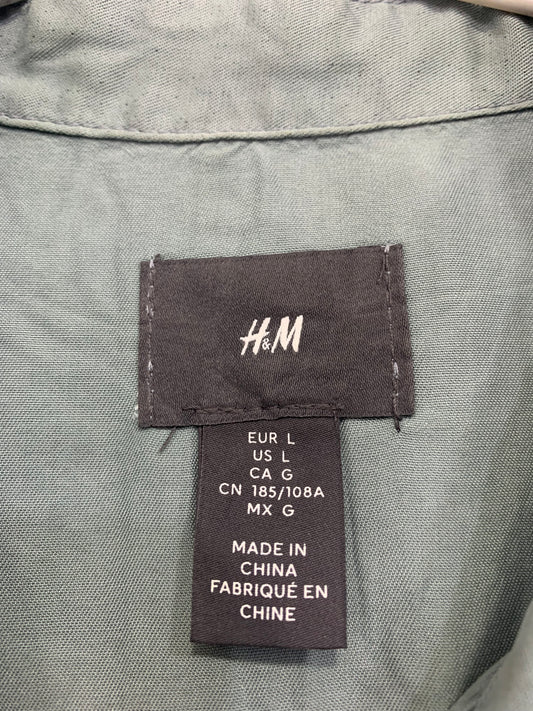 H&M
EUR L
US L
CA G
CN 185/108A
MX G
MADE IN
CHINA
FABRIQUÉ EN
CHINE